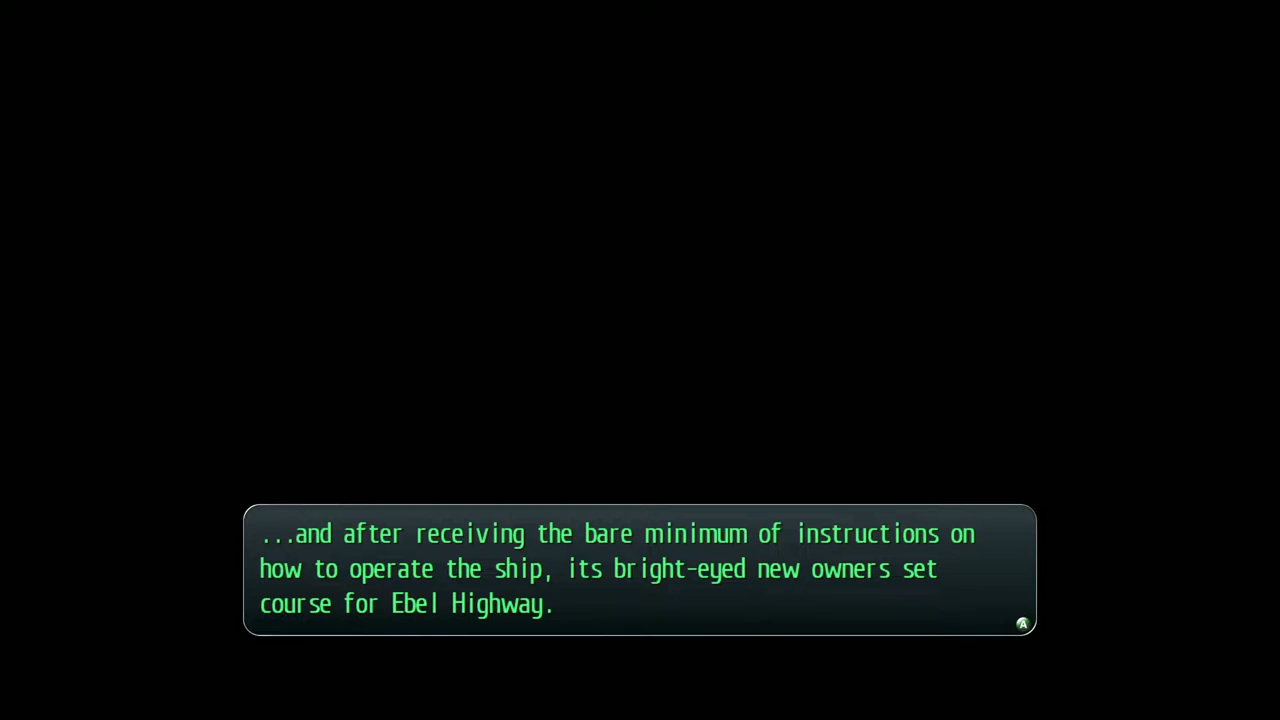 ...and after receiving the bare minimum of instructions on
how to operate the ship, its bright-eyed new owners set
course for Ebel Highway.
A